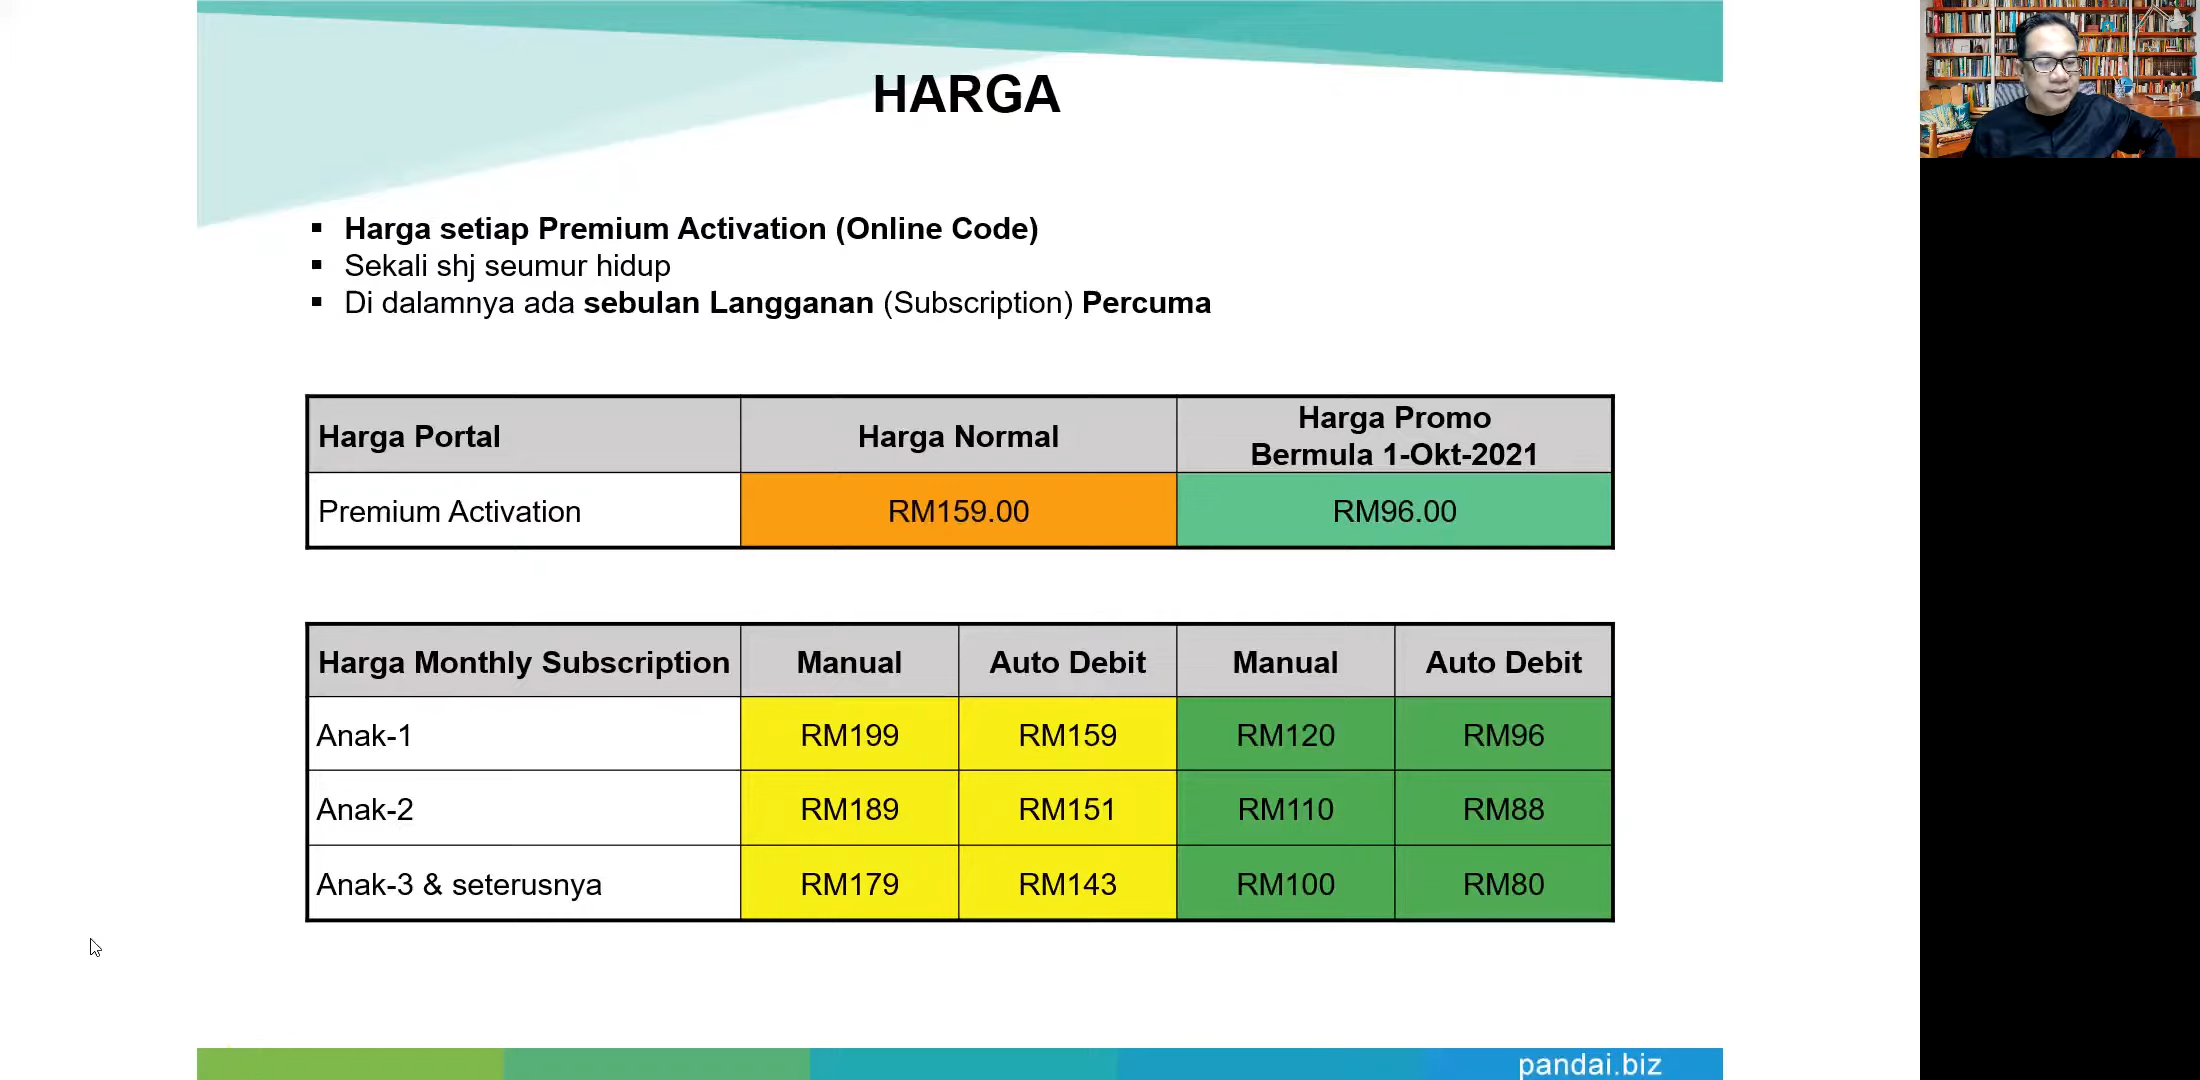 HARGA
Harga setiap Premium Activation (Online Code)
Sekali shj seumur hidup
Di dalamnya ada sebulan Langganan (Subscription) Percuma
Harga Portal
Harga Normal
Harga Promo
Bermula 1-Okt-2021
Premium Activation
RM159.00
RM96.00
Harga Monthly Subscription
Manual
Auto Debit
Manual
Auto Debit
Anak-1
RM199
RM159
RM120
RM96
Anak-2
RM189
RM151
RM110
RM88
Anak-3 & seterusnya
RM179
RM143
RM100
RM80
pandai.biz